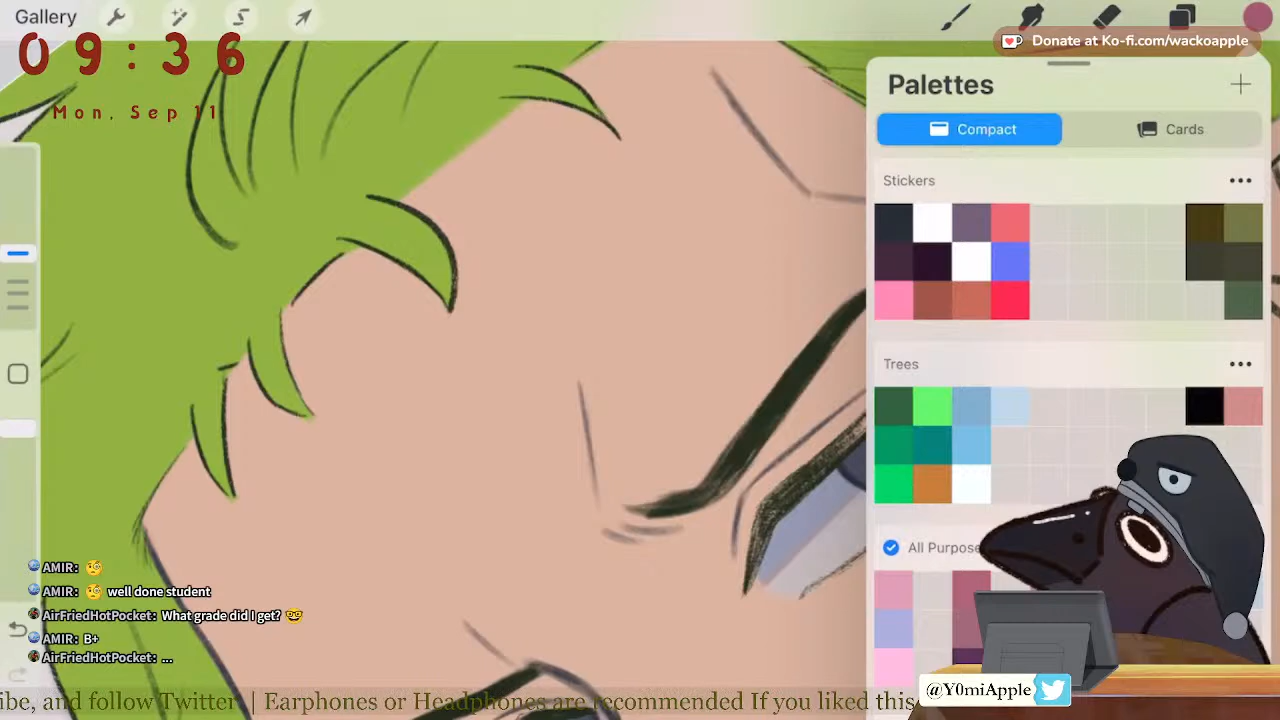 Gallery
09:36
Mon, Sep 11
Donate at Ko-fi.com/wackoapple
Palettes
Compact
Cards
Stickers
Trees
All Purpose
AMIR: 🧐
AMIR: 🧐 well done student
AirFriedHotPocket: What grade did I get? 🤓
AMIR: B+
AirFriedHotPocket: ...
@Y0miApple
ibe, and follow Twitter | Earphones or Headphones are recommended If you liked this